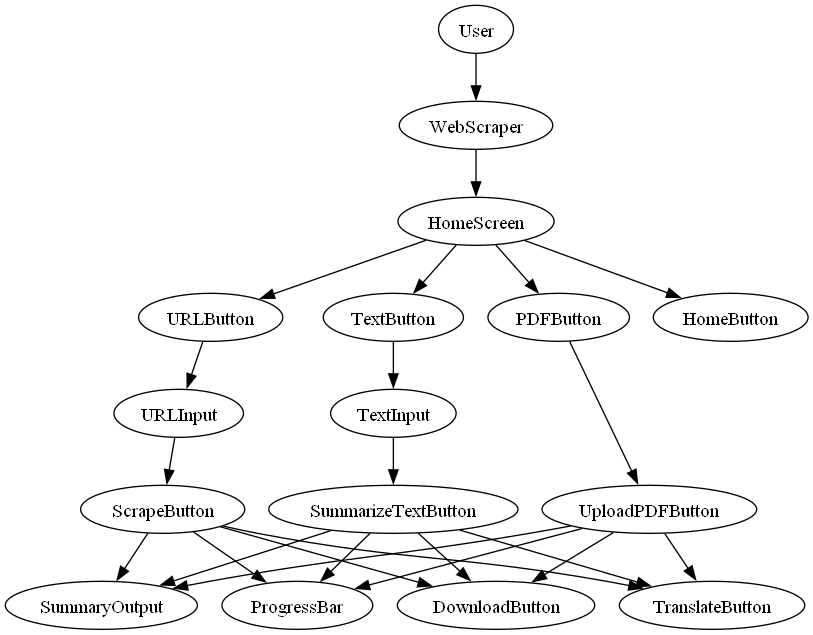 User
WebScraper
HomeScreen
URLButton
TextButton
PDFButton
HomeButton
URLInput
TextInput
ScrapeButton
SummarizeTextButton
UploadPDFButton
SummaryOutput
ProgressBar
DownloadButton
TranslateButton